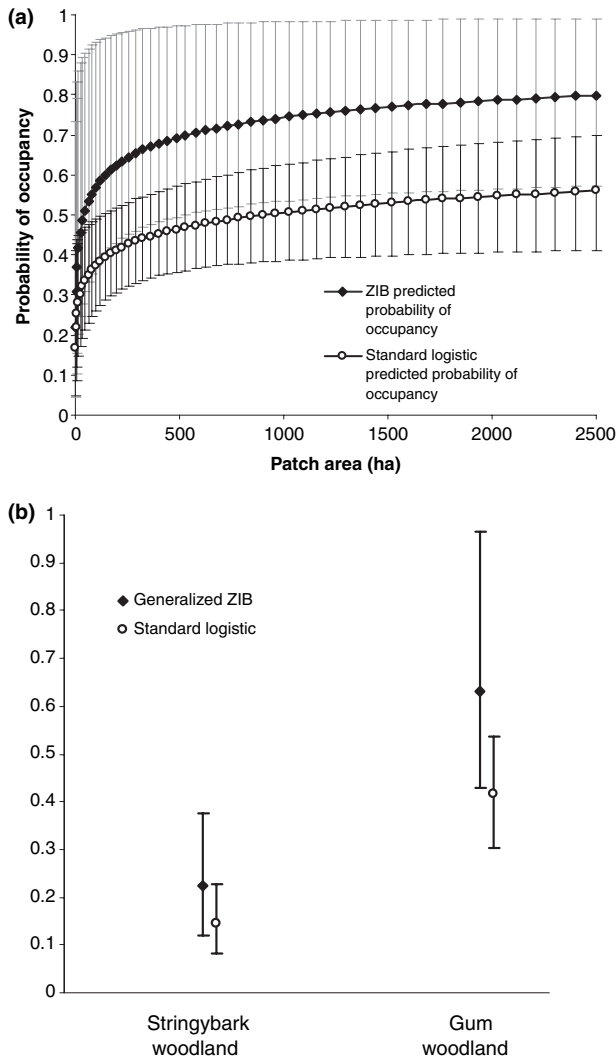 (a)
1
0.9
0.8
0.7
0.6
0.5
0.4
0.3
0.2
0.1
0
Probability of occupancy
ZIB predicted
probability of
occupancy
Standard logistic
predicted probability of
occupancy
0 500 1000 1500 2000 2500
Patch area (ha)
(b)
1
0.9
0.8
0.7
0.6
0.5
0.4
0.3
0.2
0.1
0
Generalized ZIB
Standard logistic
Stringybark
woodland
Gum
woodland